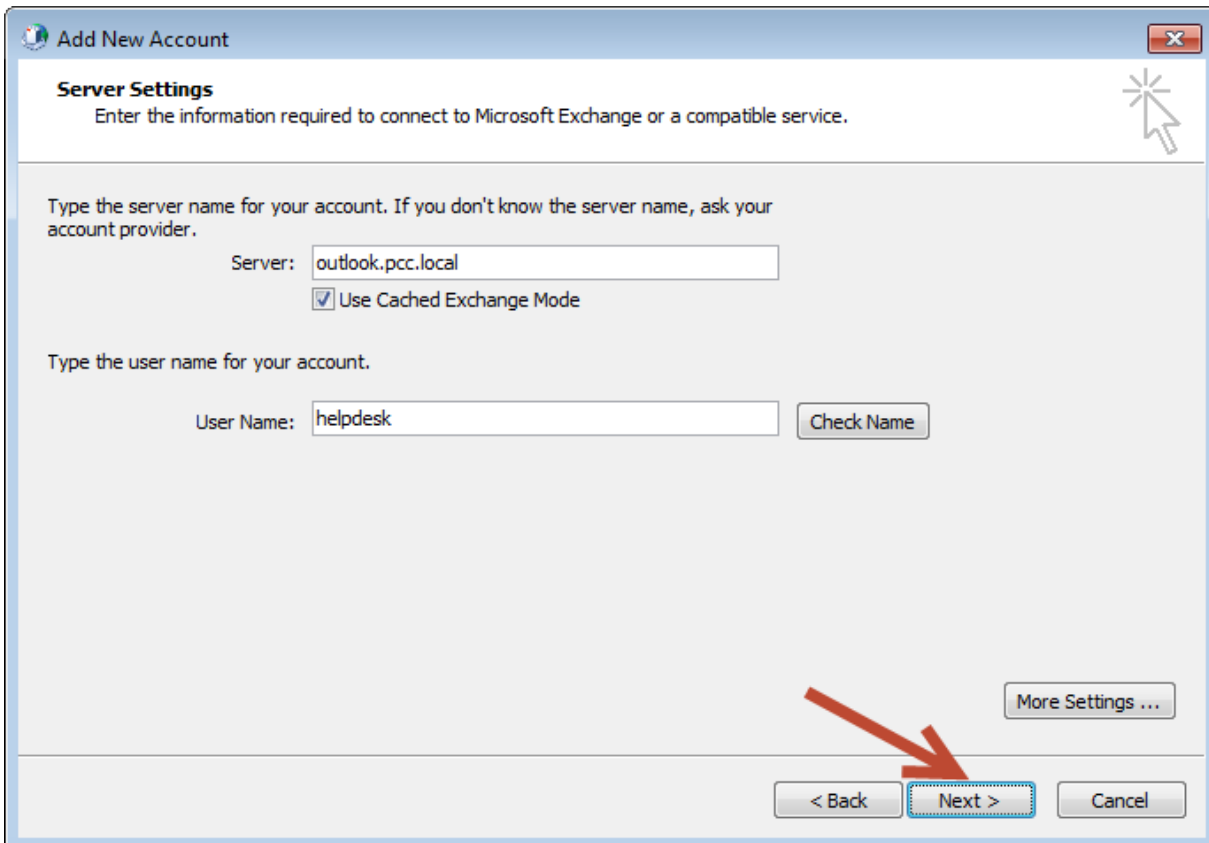 Add New Account
Server Settings
Enter the information required to connect to Microsoft Exchange or a compatible service.
Type the server name for your account. If you don't know the server name, ask your
account provider.
Server: outlook.pcc.local
Use Cached Exchange Mode
Type the user name for your account.
User Name: helpdesk Check Name
More Settings ...
< Back Next > Cancel